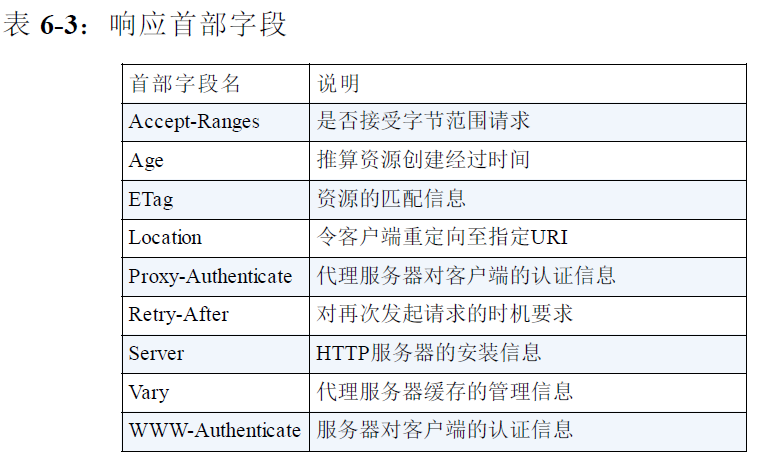 表 6-3：响应首部字段
首部字段名 说明
Accept-Ranges 是否接受字节范围请求
Age 推算资源创建经过时间
ETag 资源的匹配信息
Location 令客户端重定向至指定URI
Proxy-Authenticate 代理服务器对客户端的认证信息
Retry-After 对再次发起请求的时机要求
Server HTTP服务器的安装信息
Vary 代理服务器缓存的管理信息
WWW-Authenticate 服务器对客户端的认证信息